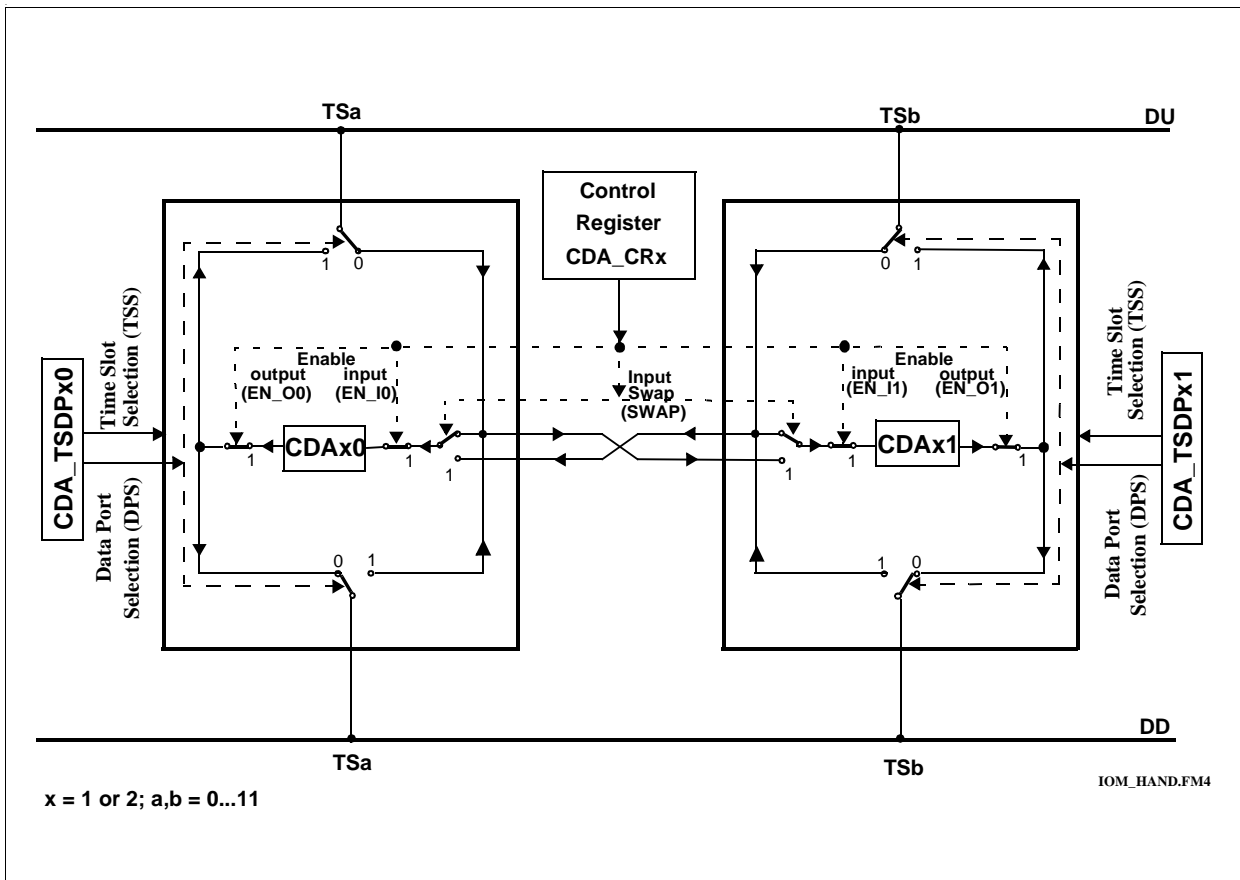 TSa
TSb
DU
Control
Register
CDA_CRx
1
0
0
1
Time Slot
Selection (TSS)
Enable
output
(EN_O0)
input
(EN_I0)
Input
Swap
(SWAP)
Enable
input
(EN_I1)
output
(EN_O1)
Time Slot
Selection (TSS)
CDA_TSDPx0
CDAx0
CDAx1
CDA_TSDPx1
1
1
1
1
1
1
Data Port
Selection (DPS)
Data Port
Selection (DPS)
0
1
1
0
DD
TSa
TSb
IOM_HAND.FM4
x = 1 or 2; a,b = 0...11